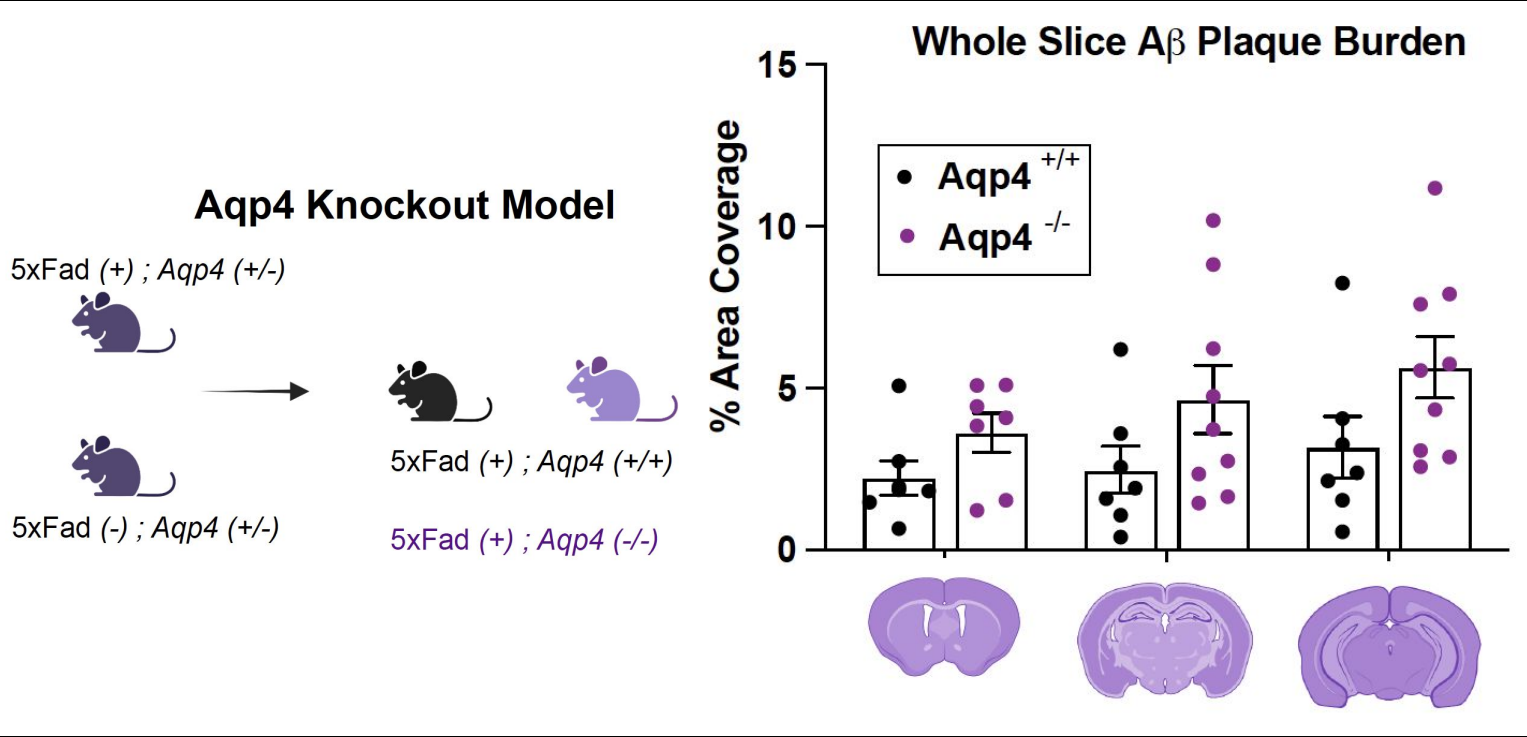 Aqp4 Knockout Model
5xFad (+) ; Aqp4 (+/-)
5xFad (-) ; Aqp4 (+/-)
5xFad (+) ; Aqp4 (+/+)
5xFad (+) ; Aqp4 (-/-)
Whole Slice Aβ Plaque Burden
% Area Coverage
15
10
5
0
Aqp4 +/+
Aqp4 -/-